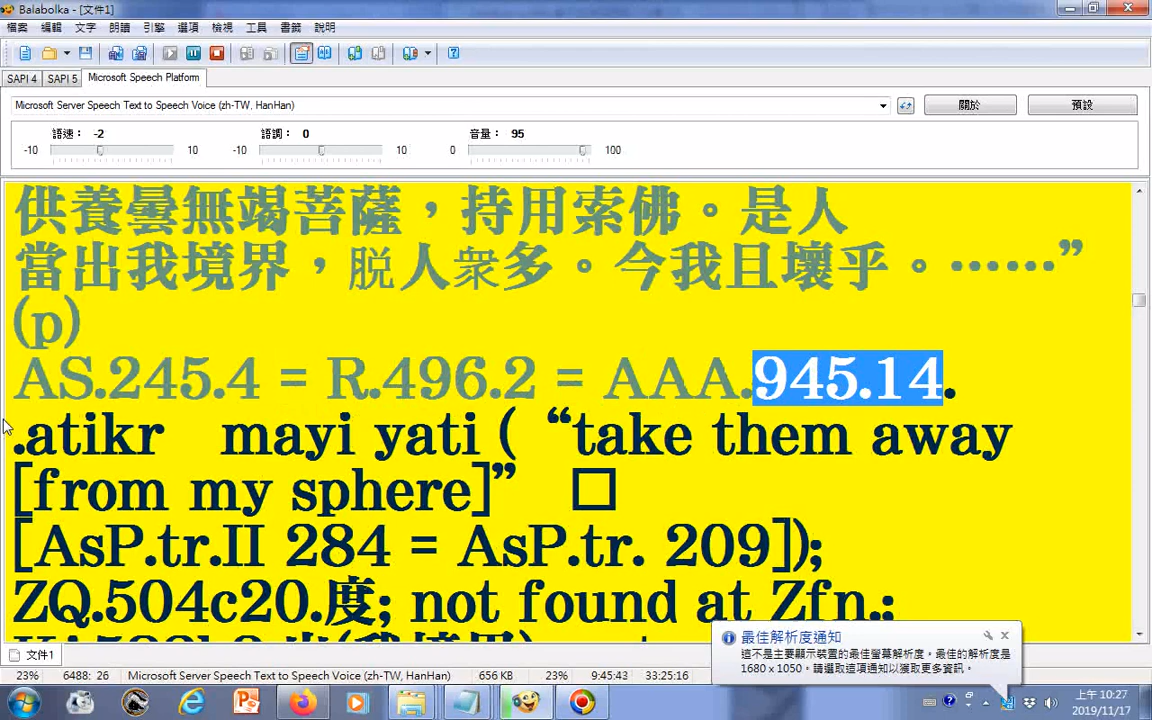 Balabolka - [文件1]
檔案 編輯 文字 朗讀 引擎 選項 檢視 工具 書籤 說明
SAPI 4 SAPI 5 Microsoft Speech Platform
Microsoft Server Speech Text to Speech Voice (zh-TW, HanHan) 關於 預設
語速： -2 語調： 0 音量： 95
-10 10 -10 10 0 100
供養曇無竭菩薩，持用索佛。是人
當出我境界，脱人衆多。今我且壞乎。……”
(p)
AS.245.4 = R.496.2 = AAA.945.14.
.atikr mayi yati (“take them away
[from my sphere]” □
[AsP.tr.II 284 = AsP.tr. 209]);
ZQ.504c20.度; not found at Zfn.;
最佳解析度通知
這不是主要顯示裝置的最佳螢幕解析度。最佳的解析度是
1680 x 1050。請選取這項通知以獲取更多資訊。
文件1
23% 6488: 26 Microsoft Server Speech Text to Speech Voice (zh-TW, HanHan) 656 KB 23% 9:45:43 33:25:16
上午 10:27
2019/11/17